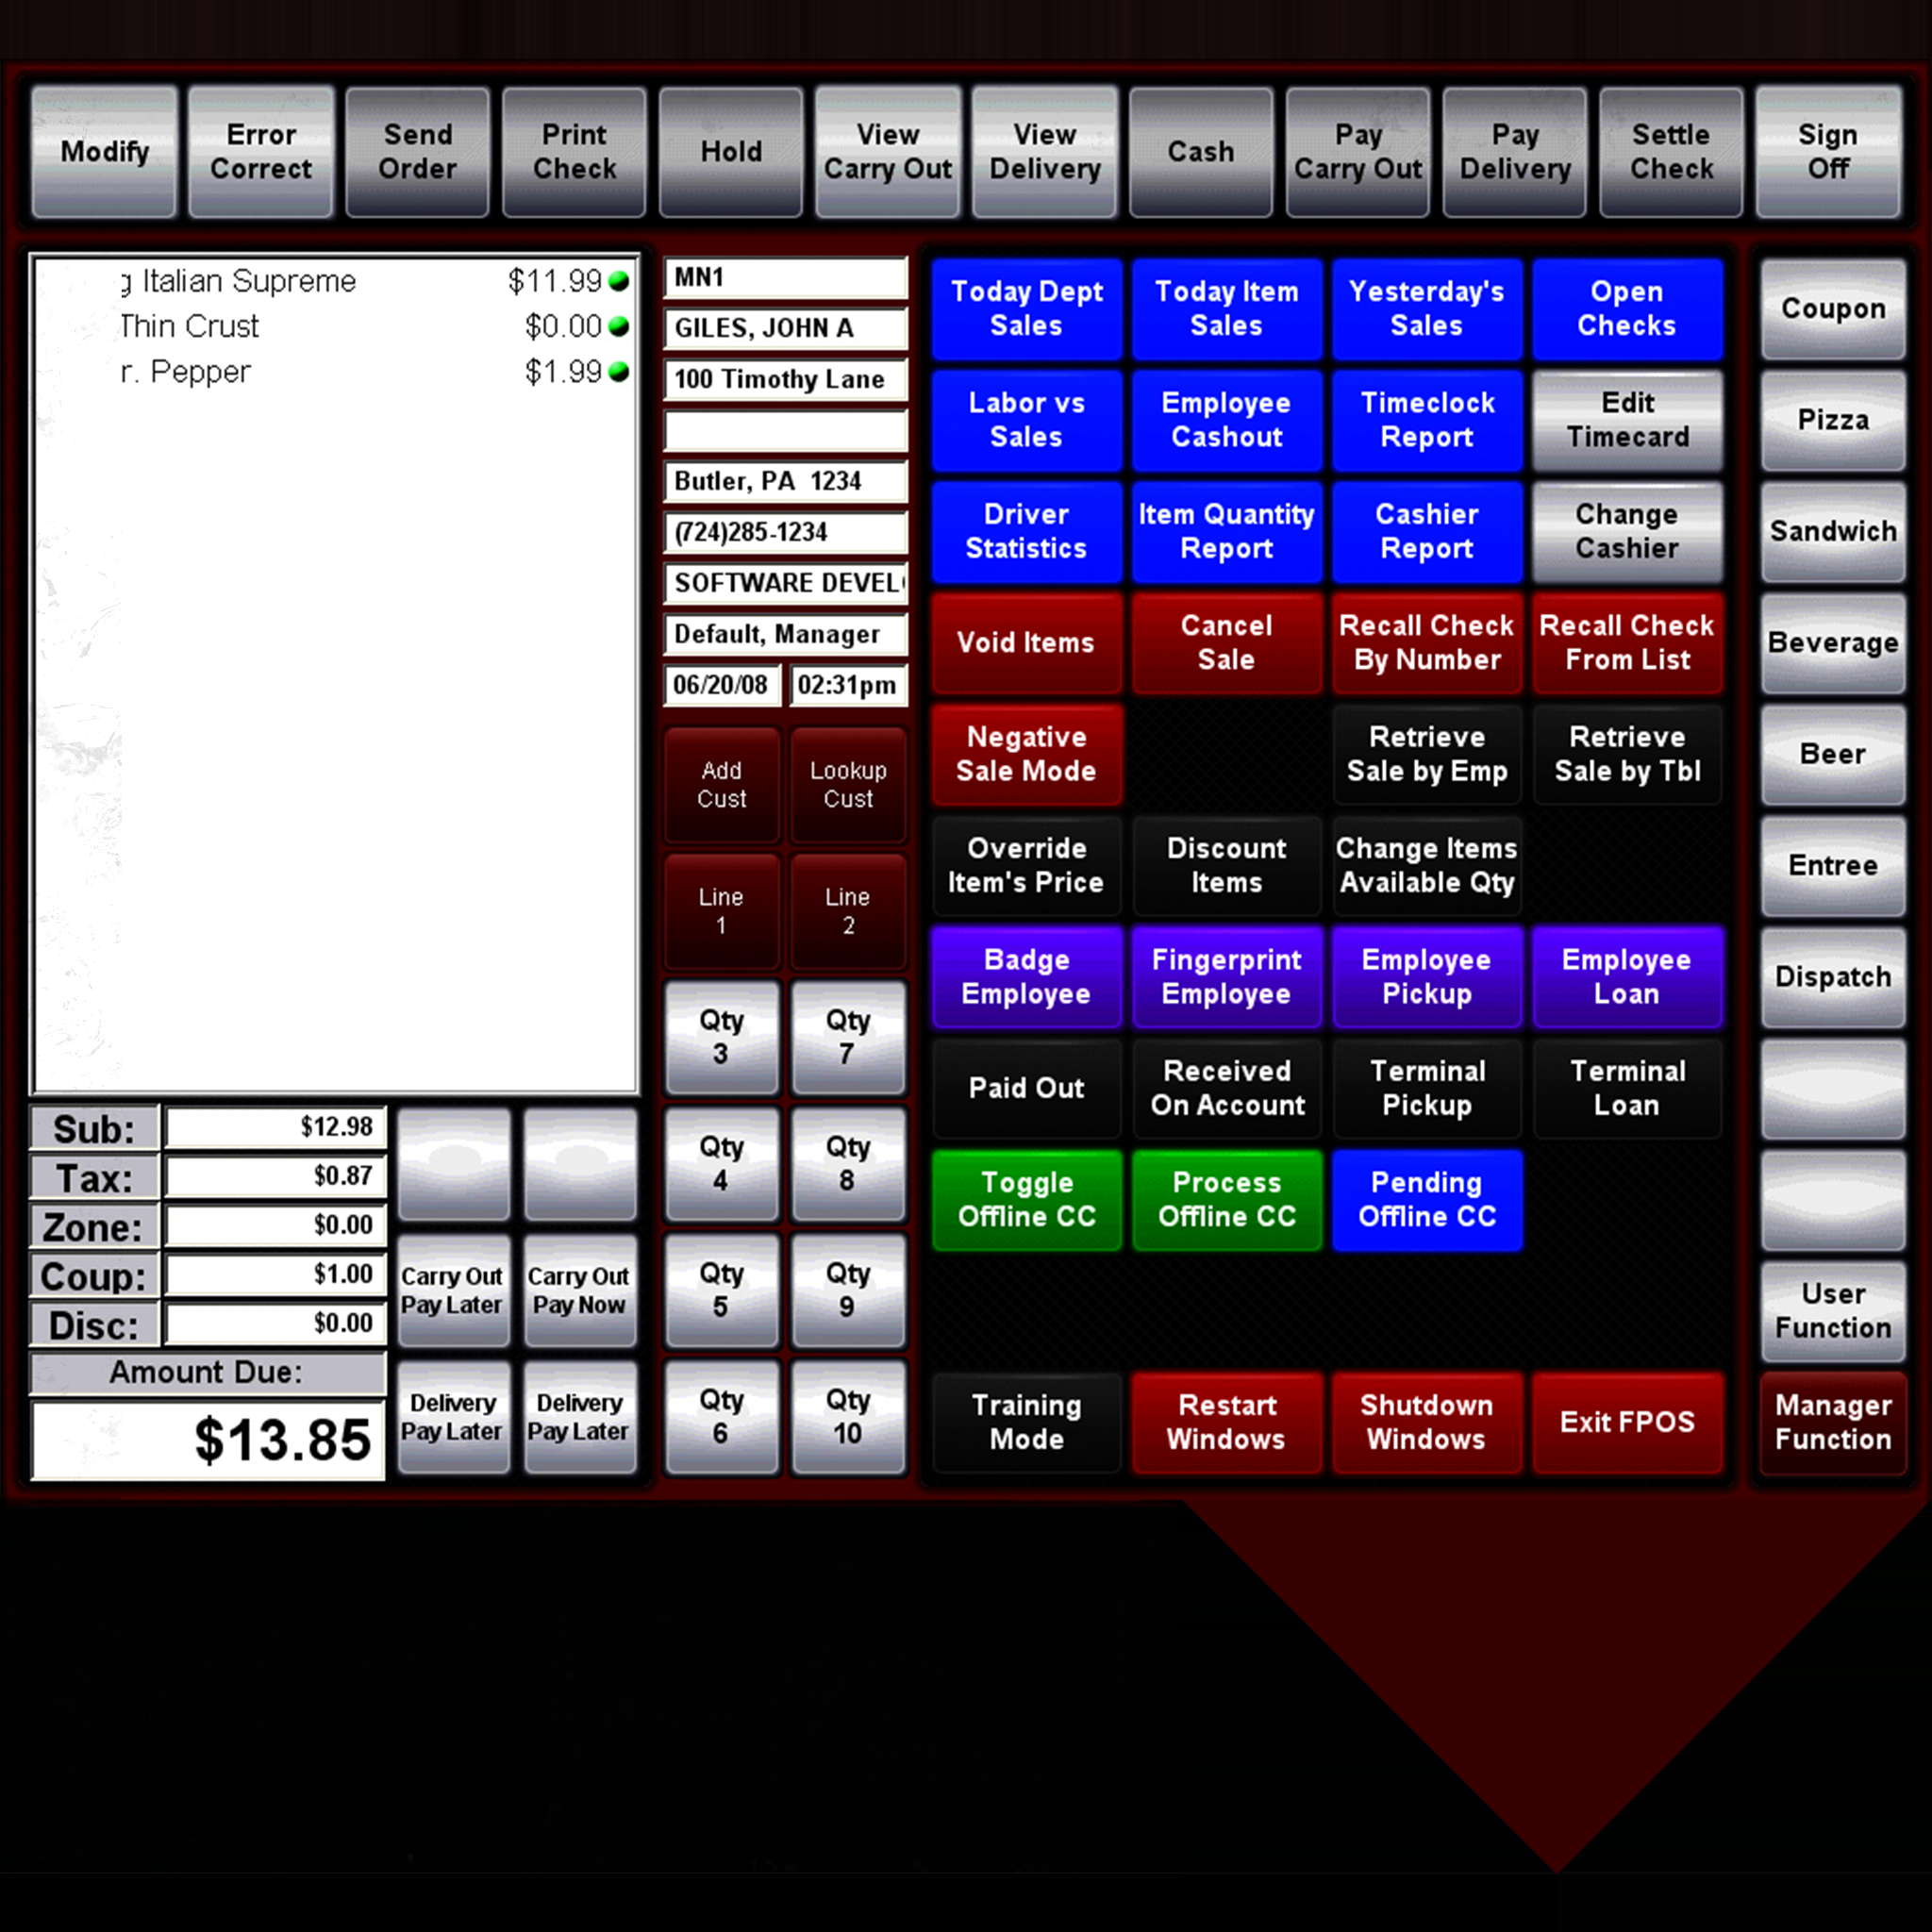 Modify
Error
Correct
Send
Order
Print
Check
Hold
View
Carry Out
View
Delivery
Cash
Pay
Carry Out
Pay
Delivery
Settle
Check
Sign
Off
g Italian Supreme $11.99
Thin Crust $0.00
r. Pepper $1.99
Sub: $12.98
Tax: $0.87
Zone: $0.00
Coup: $1.00
Disc: $0.00
Amount Due:
$13.85
Carry Out
Pay Later
Carry Out
Pay Now
Delivery
Pay Later
Delivery
Pay Later
MN1
GILES, JOHN A
100 Timothy Lane
Butler, PA 1234
(724)285-1234
SOFTWARE DEVEL
Default, Manager
06/20/08 02:31pm
Add
Cust
Lookup
Cust
Line
1
Line
2
Qty
3
Qty
7
Qty
4
Qty
8
Qty
5
Qty
9
Qty
6
Qty
10
Today Dept
Sales
Today Item
Sales
Yesterday's
Sales
Open
Checks
Labor vs
Sales
Employee
Cashout
Timeclock
Report
Edit
Timecard
Driver
Statistics
Item Quantity
Report
Cashier
Report
Change
Cashier
Void Items
Cancel
Sale
Recall Check
By Number
Recall Check
From List
Negative
Sale Mode
Retrieve
Sale by Emp
Retrieve
Sale by Tbl
Override
Item's Price
Discount
Items
Change Items
Available Qty
Badge
Employee
Fingerprint
Employee
Employee
Pickup
Employee
Loan
Paid Out
Received
On Account
Terminal
Pickup
Terminal
Loan
Toggle
Offline CC
Process
Offline CC
Pending
Offline CC
Training
Mode
Restart
Windows
Shutdown
Windows
Exit FPOS
Coupon
Pizza
Sandwich
Beverage
Beer
Entree
Dispatch
User
Function
Manager
Function